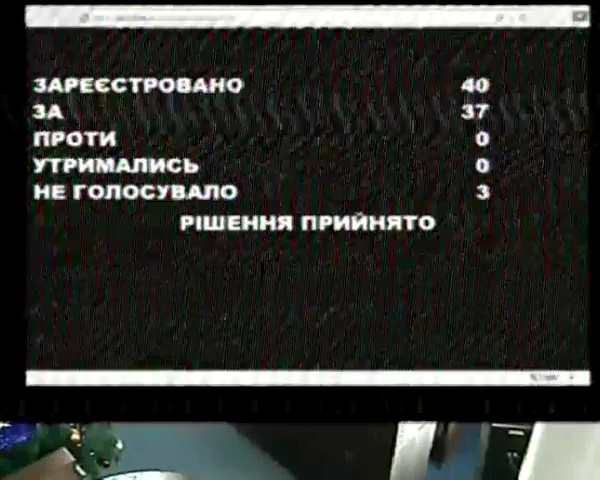 ЗАРЕЄСТРОВАНО 40
ЗА 37
ПРОТИ 0
УТРИМАЛИСЬ 0
НЕ ГОЛОСУВАЛО 3
РІШЕННЯ ПРИЙНЯТО